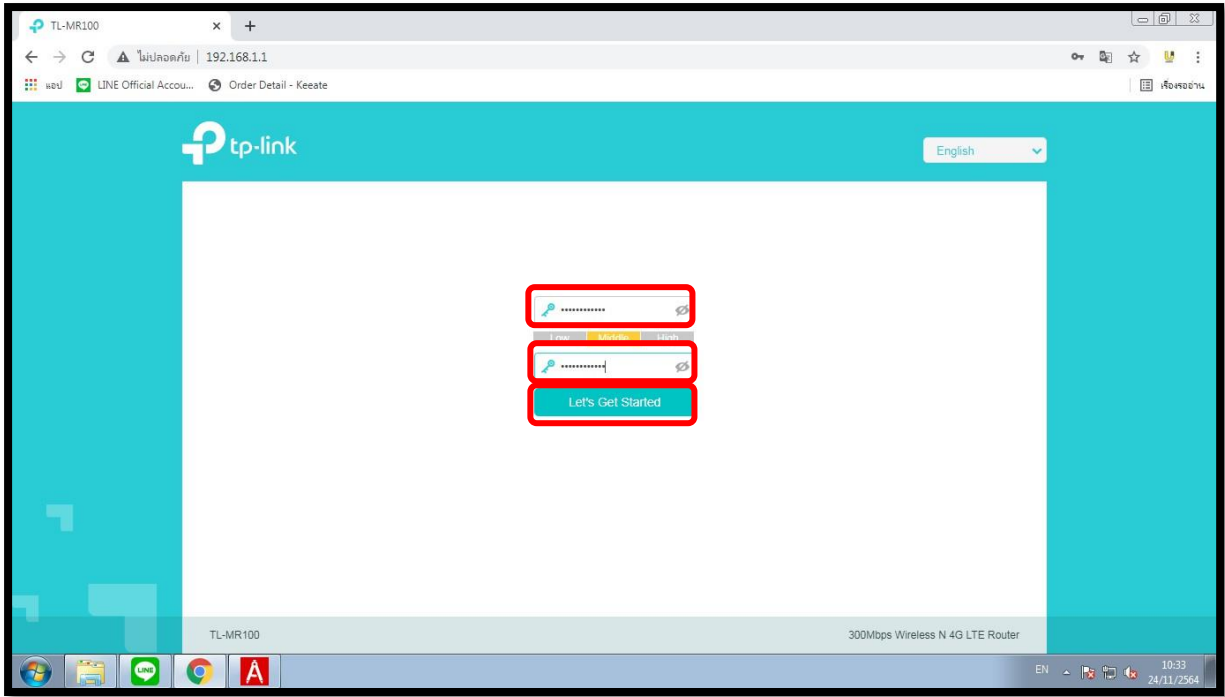 TL-MR100
ไม่ปลอดภัย 192.168.1.1
แอป LINE Official Accou... Order Detail - Keeate เรื่องรออ่าน
tp-link
English
Low Middle High
Let's Get Started
TL-MR100 300Mbps Wireless N 4G LTE Router
LINE
EN 10:33
24/11/2564